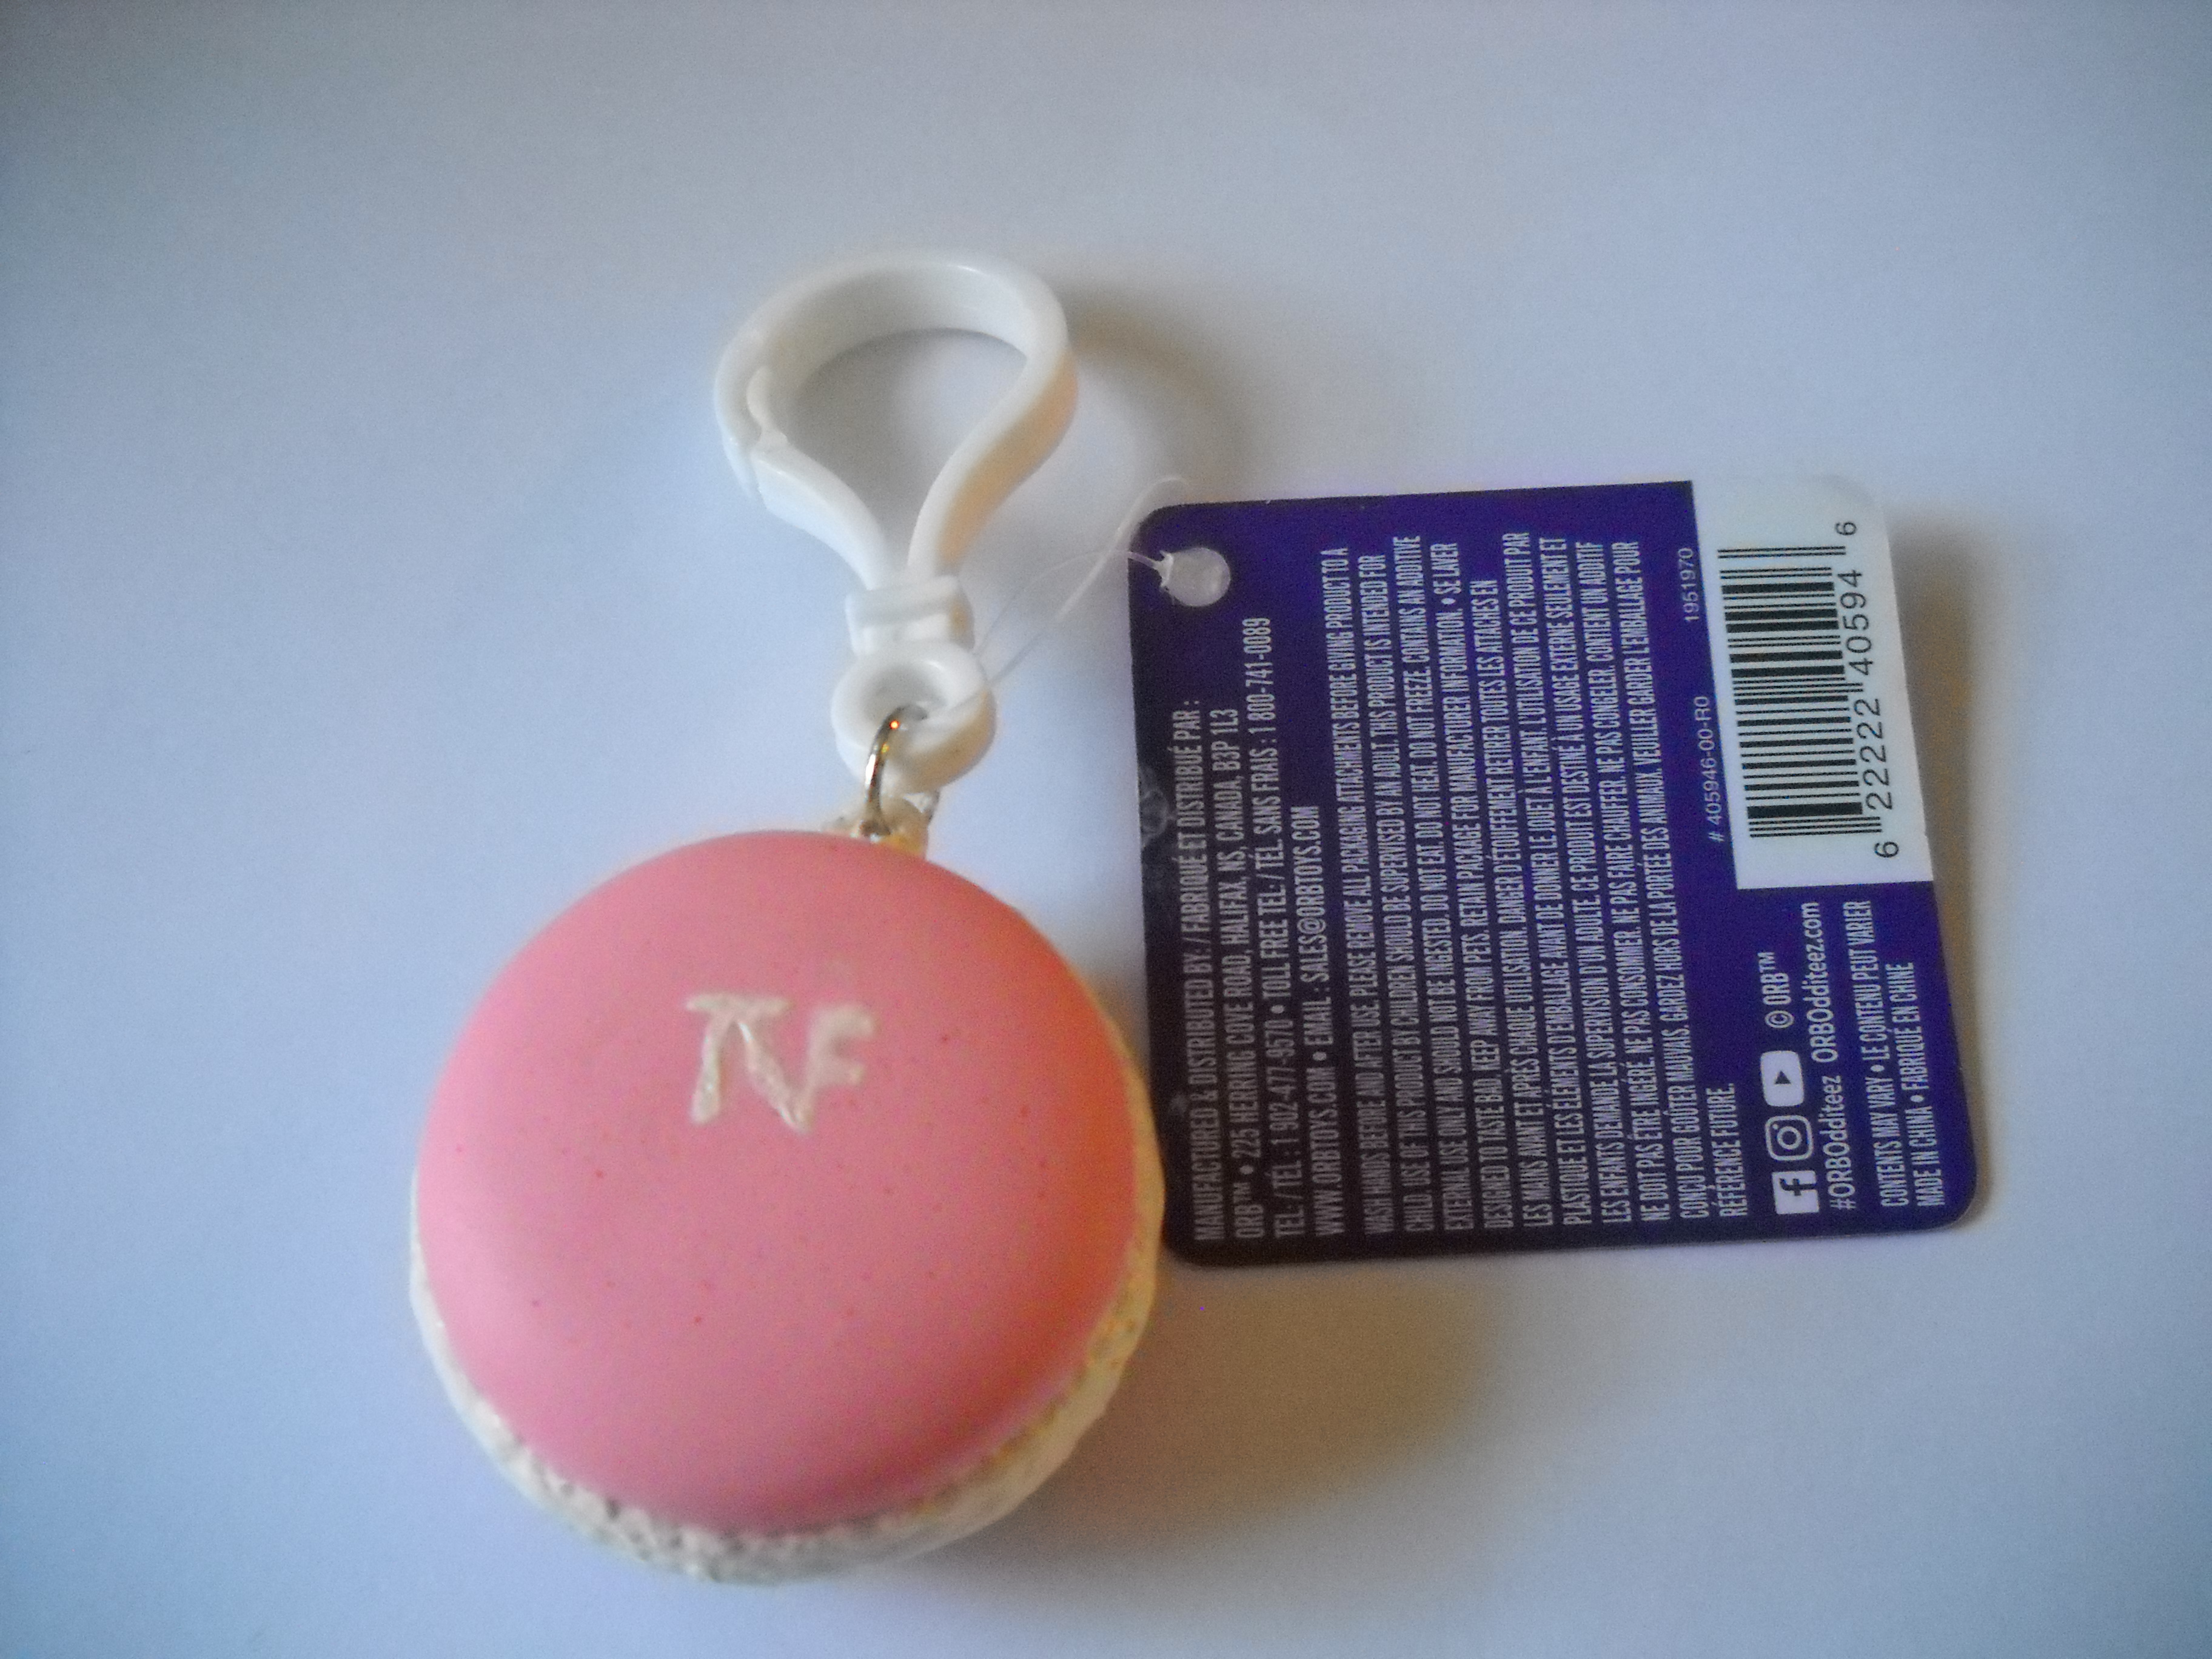 MANUFACTURED & DISTRIBUTED BY: / FABRIQUÉ ET DISTRIBUÉ PAR :
ORB™ • 225 HERRING COVE ROAD, HALIFAX, NS, CANADA, B3P 1L3
TEL: / TÉL : 1 902-477-9570 • TOLL FREE TEL: / TÉL. SANS FRAIS : 1 800-741-0089
WWW.ORBTOYS.COM • EMAIL : SALES@ORBTOYS.COM
WASH HANDS BEFORE AND AFTER USE. PLEASE REMOVE ALL PACKAGING ATTACHMENTS BEFORE GIVING PRODUCT TO A
CHILD. USE OF THIS PRODUCT BY CHILDREN SHOULD BE SUPERVISED BY AN ADULT. THIS PRODUCT IS INTENDED FOR
EXTERNAL USE ONLY AND SHOULD NOT BE INGESTED. DO NOT EAT. DO NOT HEAT. DO NOT FREEZE. CONTAINS AN ADDITIVE
DESIGNED TO TASTE BAD. KEEP AWAY FROM PETS. RETAIN PACKAGE FOR MANUFACTURER INFORMATION. • SE LAVER
LES MAINS AVANT ET APRÈS CHAQUE UTILISATION. DANGER D'ÉTOUFFEMENT RETIRER TOUTES LES ATTACHES EN
PLASTIQUE ET LES ÉLÉMENTS D'EMBALLAGE AVANT DE DONNER LE JOUET À L'ENFANT. L'UTILISATION DE CE PRODUIT PAR
LES ENFANTS DEMANDE LA SUPERVISION D'UN ADULTE. CE PRODUIT EST DESTINÉ À UN USAGE EXTERNE SELLEMENT ET
NE DOIT PAS ÉTRE INGÉRÉ. NE PAS CONSOMMER. NE PAS FAIRE CHAUFFER. NE PAS CONGELER. CONTENT UN ADDITIF
CONÇU POUR GOÛTER MAUVAIS. GARDEZ HORS DE LA PORTÉE DES ANIMAUX. VEUILLER GARDER L'EMBALLAGE POUR
RÉFÉRENCE FUTURE.
# 405946-00-R0 1951970
6 22222 40594 6
© ORB™
#ORBOdditeez ORBOdditeez.com
CONTENTS MAY VARY • LE CONTENU PEUT VARIER
MADE IN CHINA • FABRIQUÉ EN CHINE